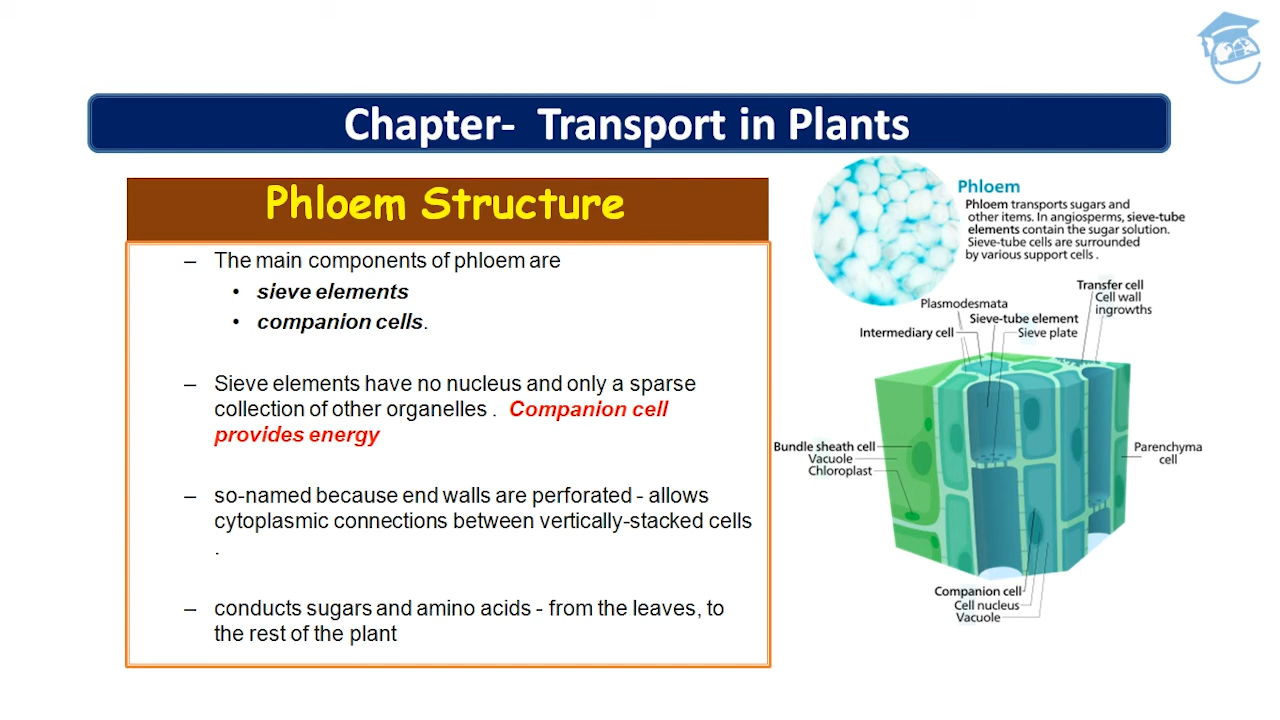 Chapter-  Transport in Plants
Phloem Structure
– The main components of phloem are
• sieve elements
• companion cells.
– Sieve elements have no nucleus and only a sparse
collection of other organelles .  Companion cell
provides energy
– so-named because end walls are perforated - allows
cytoplasmic connections between vertically-stacked cells
.
– conducts sugars and amino acids - from the leaves, to
the rest of the plant
Phloem
Phloem transports sugars and
other items. In angiosperms, sieve-tube
elements contain the sugar solution.
Sieve-tube cells are surrounded
by various support cells .
Transfer cell
Cell wall
ingrowths
Plasmodesmata
Sieve-tube element
Intermediary cell
Sieve plate
Bundle sheath cell
Vacuole
Chloroplast
Parenchyma
cell
Companion cell
Cell nucleus
Vacuole